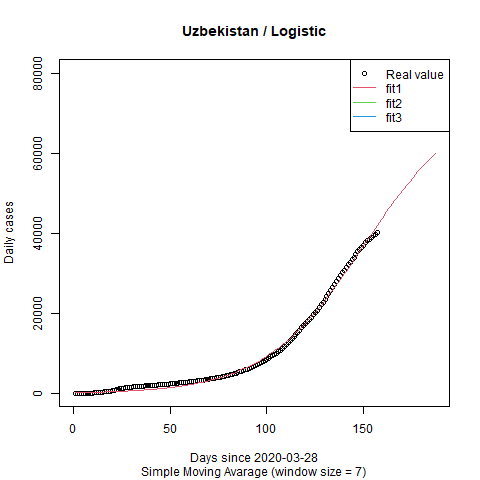 Uzbekistan / Logistic
80000
60000
40000
20000
0
Daily cases
Real value
fit1
fit2
fit3
0 50 100 150
Days since 2020-03-28
Simple Moving Avarage (window size = 7)